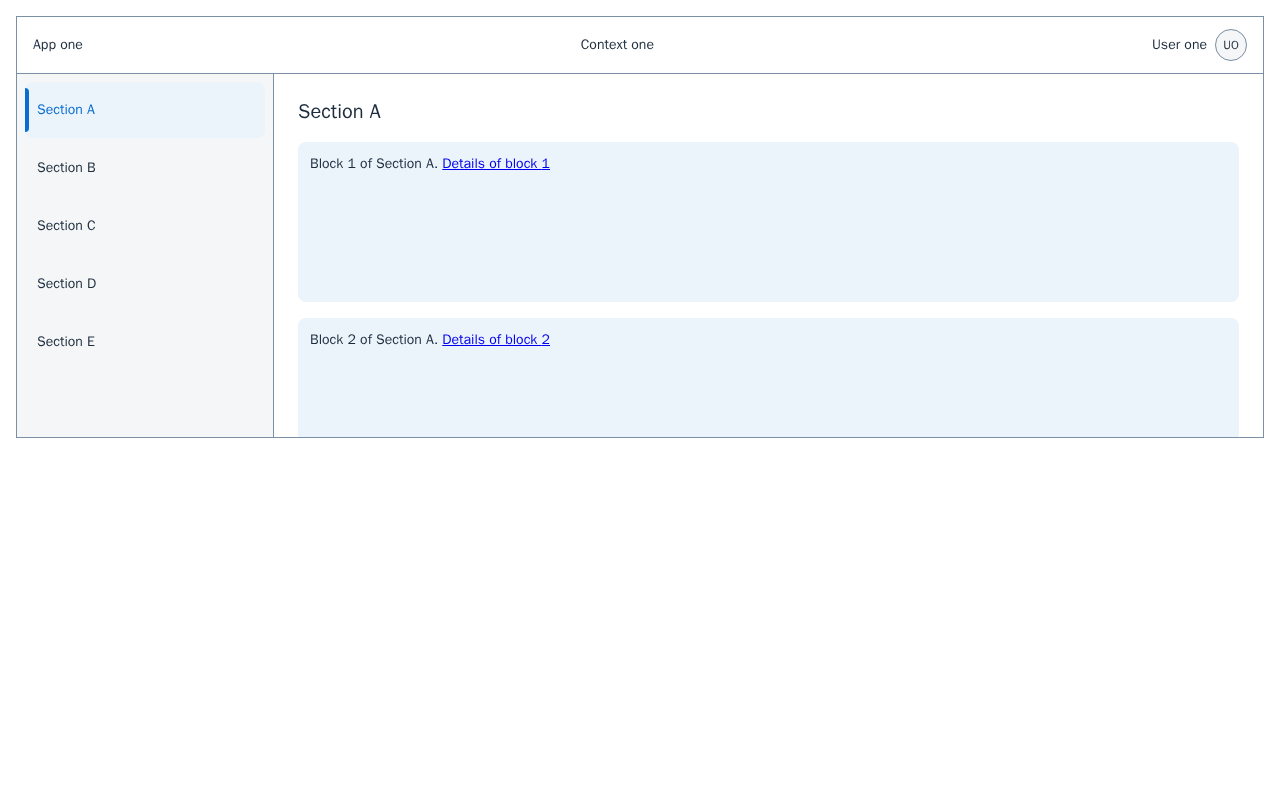 App one
Context one
User one UO
Section A
Section B
Section C
Section D
Section E
Section A
Block 1 of Section A. Details of block 1
Block 2 of Section A. Details of block 2